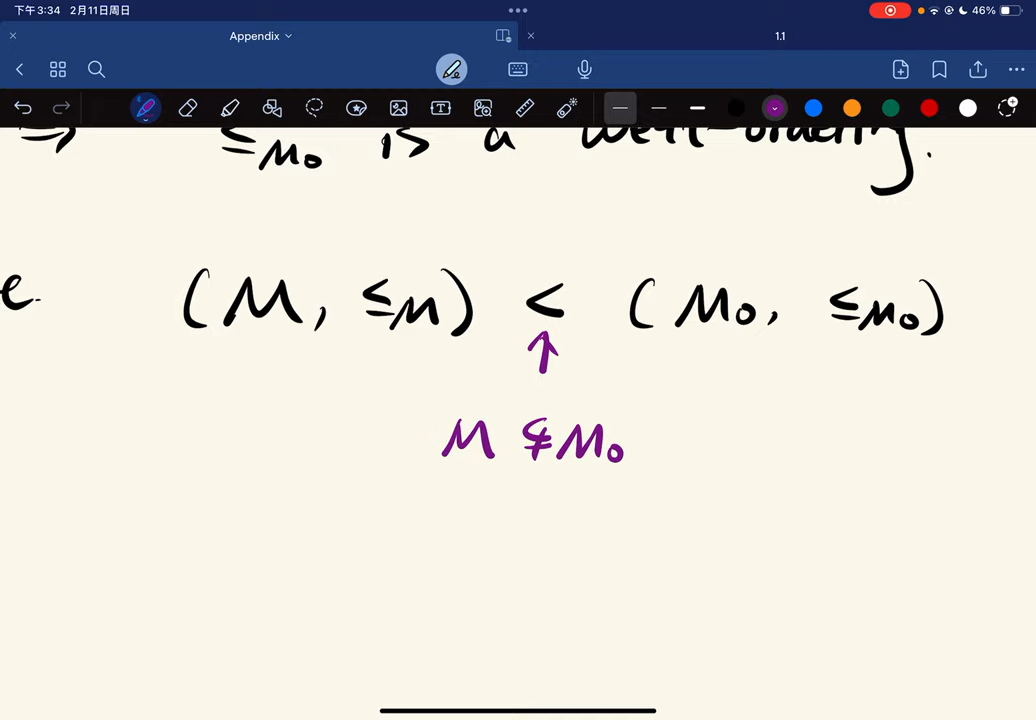 下午3:34 2月11日周日 46%
Appendix 1.1
⇒ ≤M₀ is a well-ordering.
e. (M, ≤M) < (M₀, ≤M₀)
↑
M ⊊ M₀